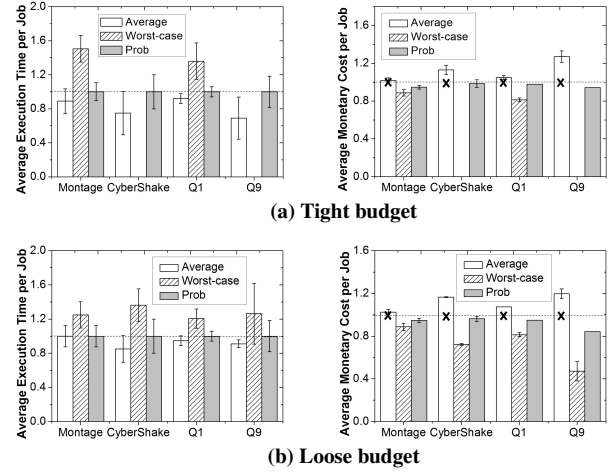 2.0
1.6
1.2
0.8
0.4
0.0
Average Execution Time per Job
Average
Worst-case
Prob
Montage CyberShake Q1 Q9
1.6
1.2
0.8
0.4
0.0
Average Monetary Cost per Job
Average
Worst-case
Prob
x x x x
Montage CyberShake Q1 Q9
(a) Tight budget
2.0
1.6
1.2
0.8
0.4
0.0
Average Execution Time per Job
Average
Worst-case
Prob
Montage CyberShake Q1 Q9
1.6
1.2
0.8
0.4
0.0
Average Monetary Cost per Job
Average
Worst-case
Prob
x x x x
Montage CyberShake Q1 Q9
(b) Loose budget